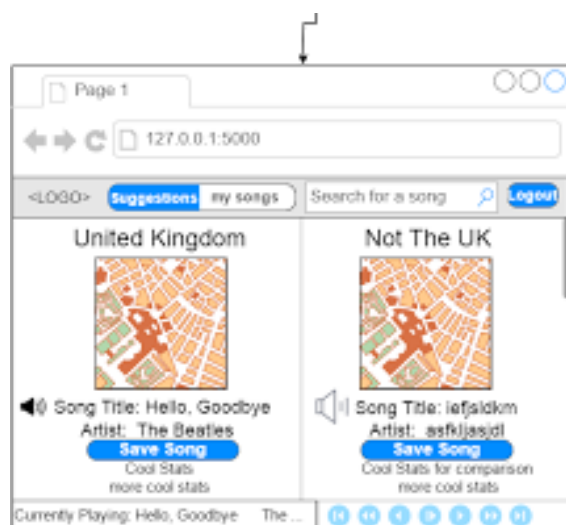 Page 1
127.0.0.1:5000
<LOGO> Suggestions my songs Search for a song Logout
United Kingdom
Song Title: Hello, Goodbye
Artist: The Beatles
Save Song
Cool Stats
more cool stats
Not The UK
Song Title: iefjsldkm
Artist: asfkljasjdl
Save Song
Cool Stats for comparison
more cool stats
Currently Playing: Hello, Goodbye The ...